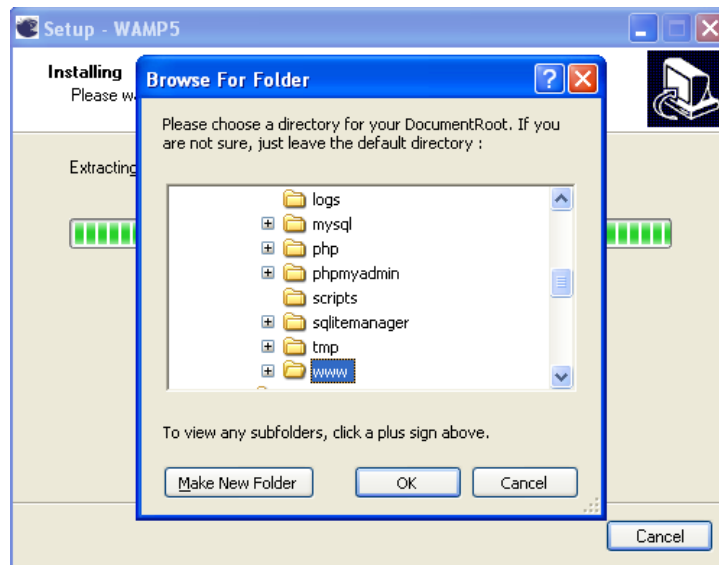 Setup - WAMP5
Installing
Please wa
Extracting
Browse For Folder
Please choose a directory for your DocumentRoot. If you
are not sure, just leave the default directory :
logs
mysql
php
phpmyadmin
scripts
sqlitemanager
tmp
www
To view any subfolders, click a plus sign above.
Make New Folder
OK
Cancel
Cancel